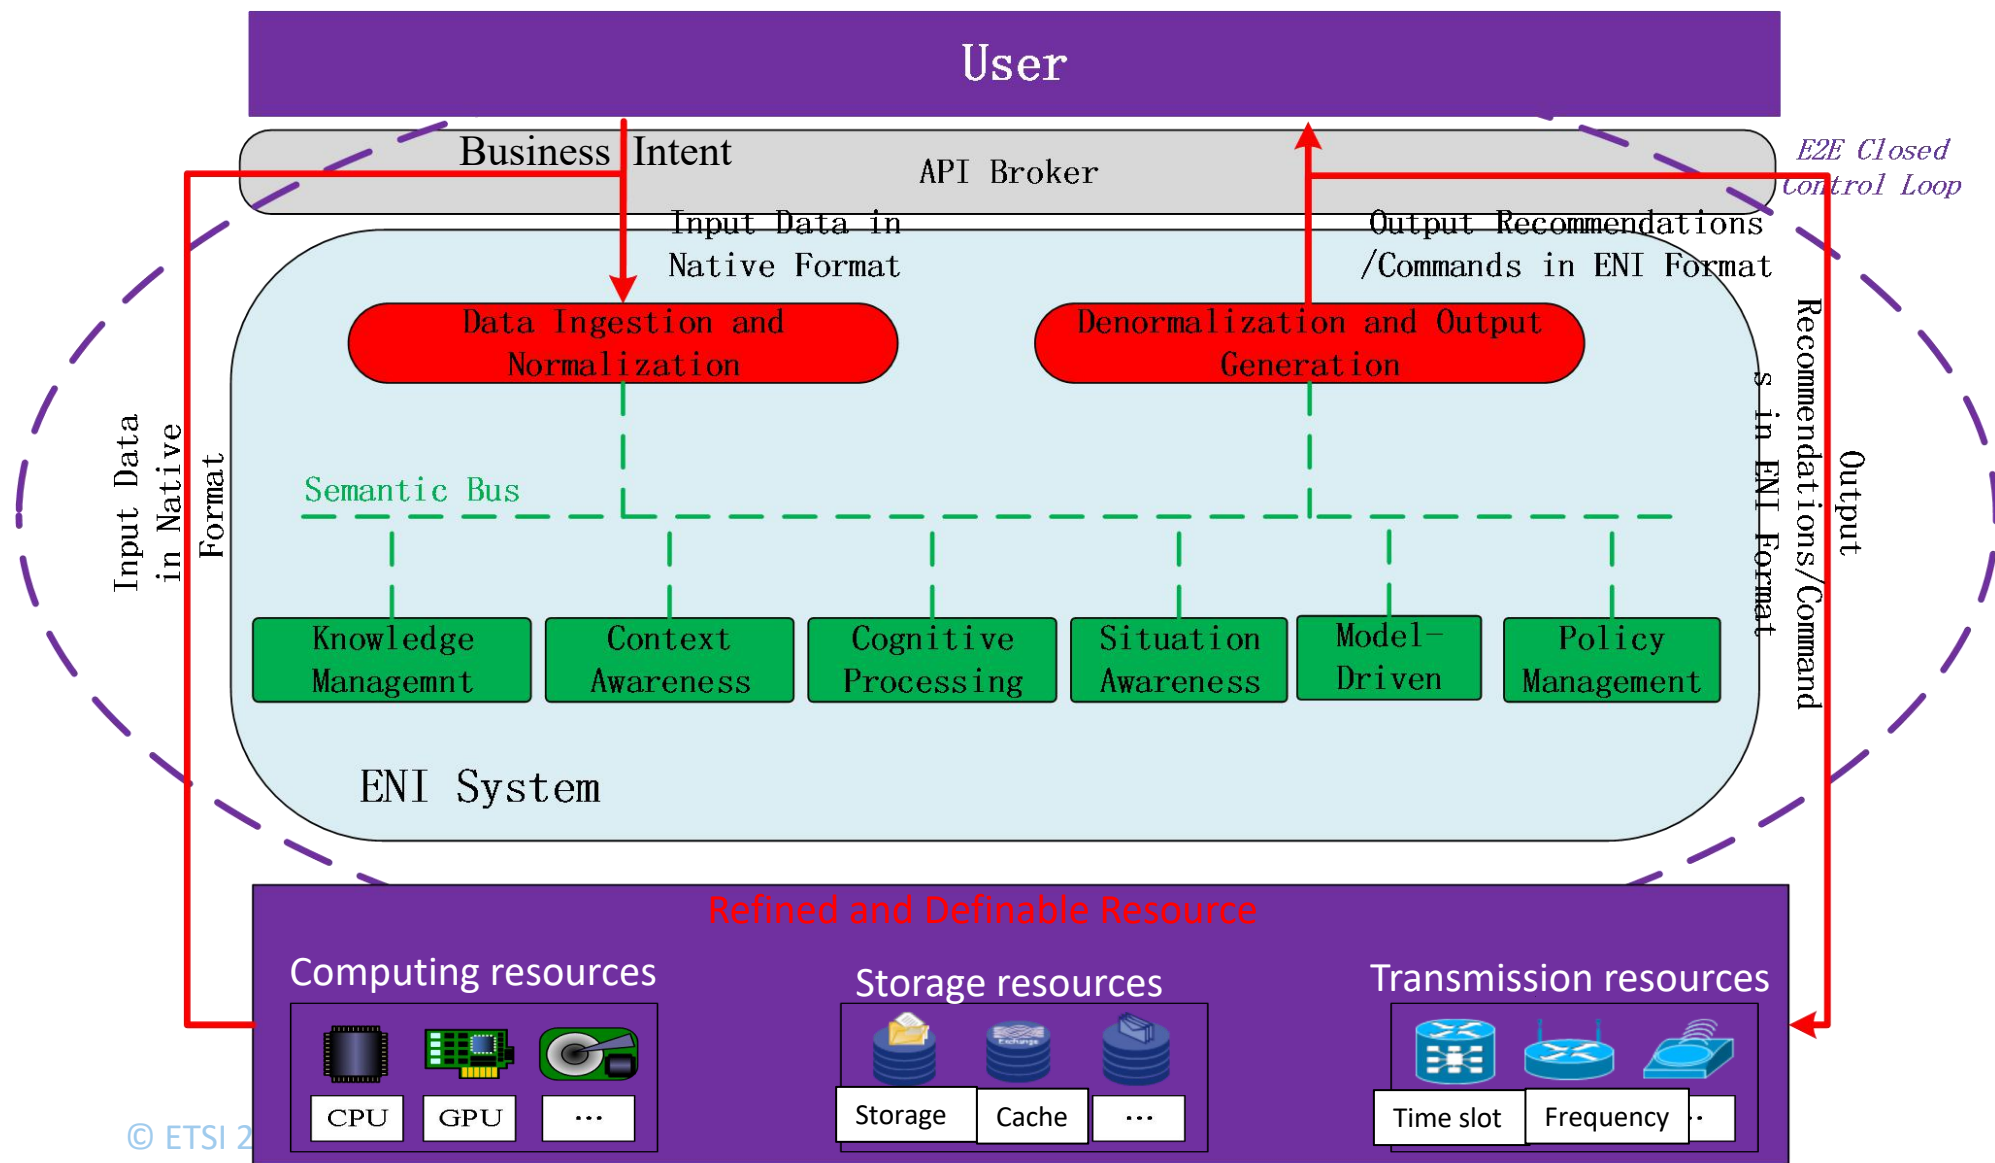 User
Business Intent
API Broker
E2E Closed
Control Loop
Input Data in
Native Format
Output Recommendations
/Commands in ENI Format
Data Ingestion and
Normalization
Denormalization and Output
Generation
Input Data
in Native
Format
Output
Recommendations/Command
s in ENI Format
Semantic Bus
Knowledge
Managemnt
Context
Awareness
Cognitive
Processing
Situation
Awareness
Model-
Driven
Policy
Management
ENI System
Refined and Definable Resource
Computing resources
Storage resources
Transmission resources
Exchange
CPU
GPU
...
Storage
Cache
...
Time slot
Frequency
..
© ETSI 2